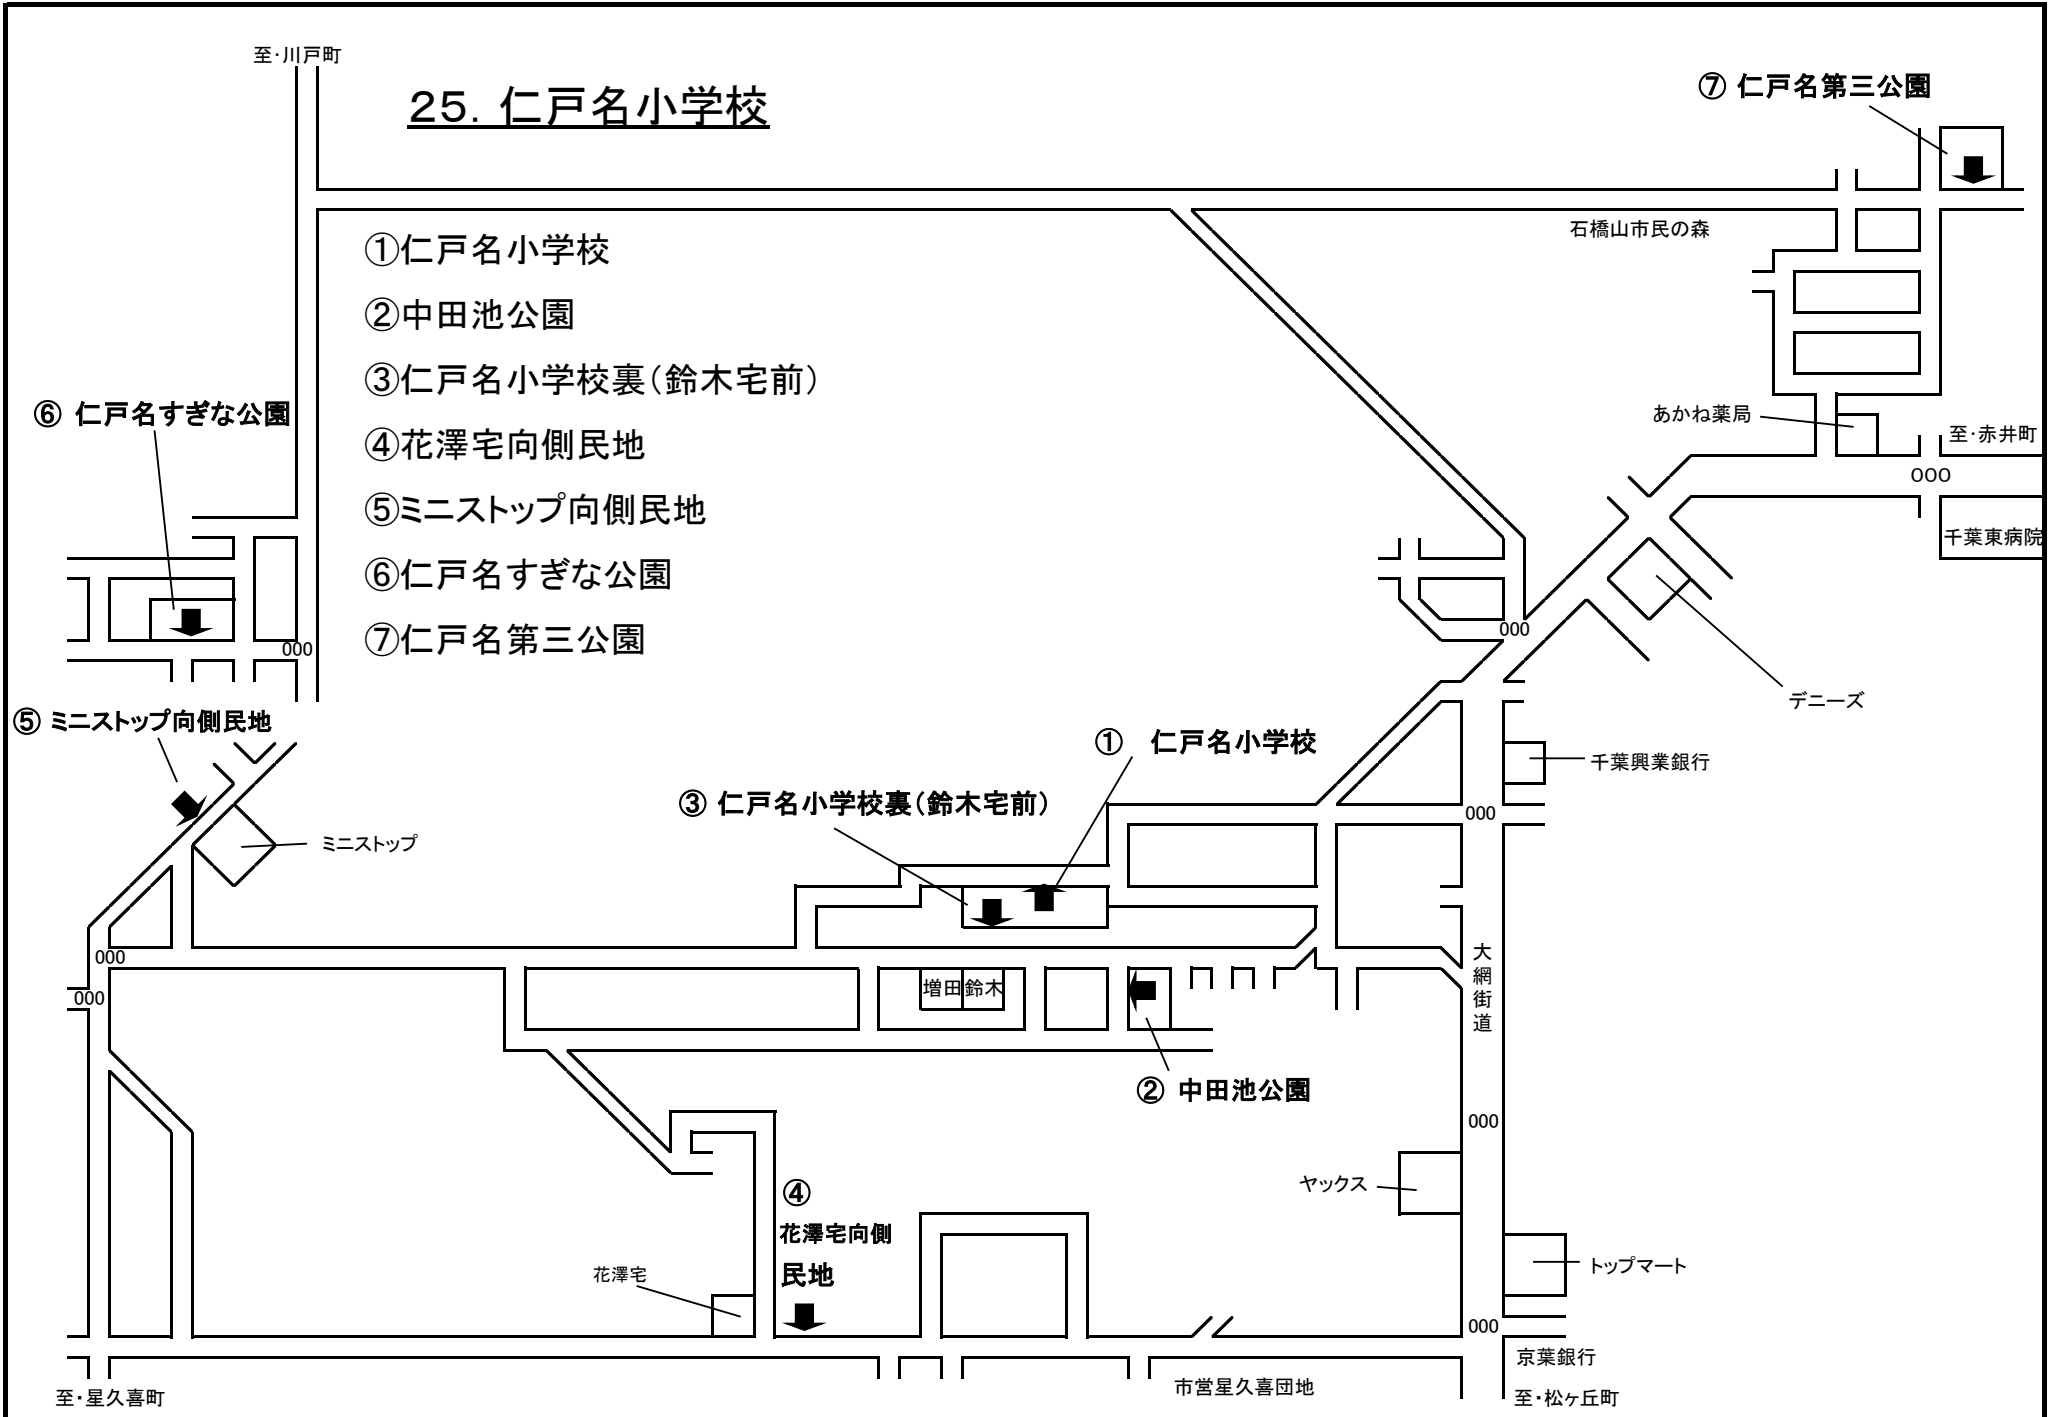 至・川戸町
25. 仁戸名小学校
⑦ 仁戸名第三公園
石橋山市民の森
①仁戸名小学校
②中田池公園
③仁戸名小学校裏（鈴木宅前）
④花澤宅向側民地
⑤ミニストップ向側民地
⑥仁戸名すぎな公園
⑦仁戸名第三公園
⑥ 仁戸名すぎな公園
あかね薬局
至・赤井町
000
千葉東病院
000
000
デニーズ
⑤ ミニストップ向側民地
① 仁戸名小学校
千葉興業銀行
③ 仁戸名小学校裏（鈴木宅前）
000
ミニストップ
大網街道
000
000
増田
鈴木
② 中田池公園
000
ヤックス
④
花澤宅向側
民地
花澤宅
トップマート
000
京葉銀行
市営星久喜団地
至・星久喜町
至・松ヶ丘町